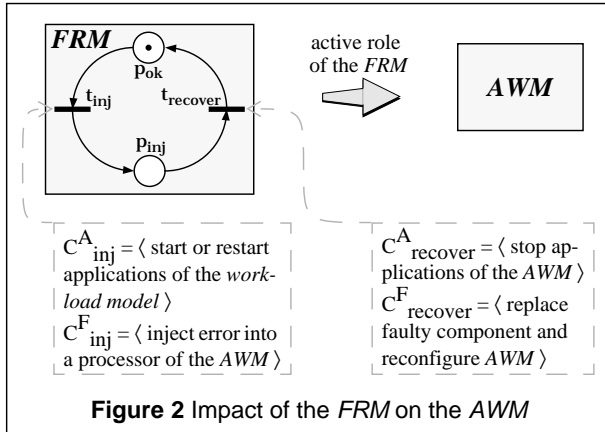 FRM
p_ok
t_inj
t_recover
p_inj
active role
of the FRM
AWM
C^A_inj = ⟨ start or restart
applications of the work-
load model ⟩
C^F_inj = ⟨ inject error into
a processor of the AWM ⟩
C^A_recover = ⟨ stop ap-
plications of the AWM ⟩
C^F_recover = ⟨ replace
faulty component and
reconfigure AWM ⟩
Figure 2 Impact of the FRM on the AWM